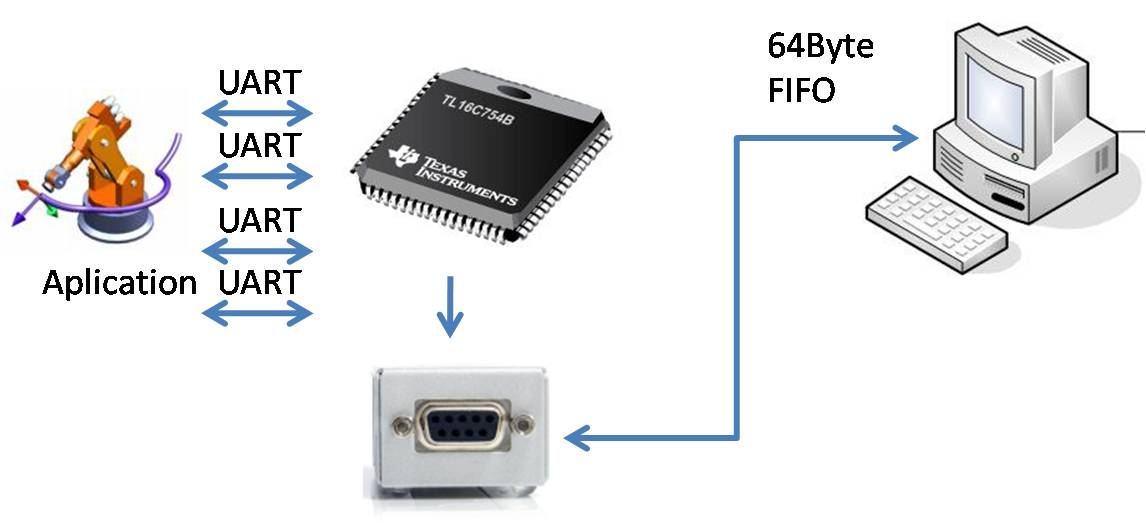 UART
UART
UART
UART
Aplication
TL16C754B
TEXAS
INSTRUMENTS
64Byte
FIFO